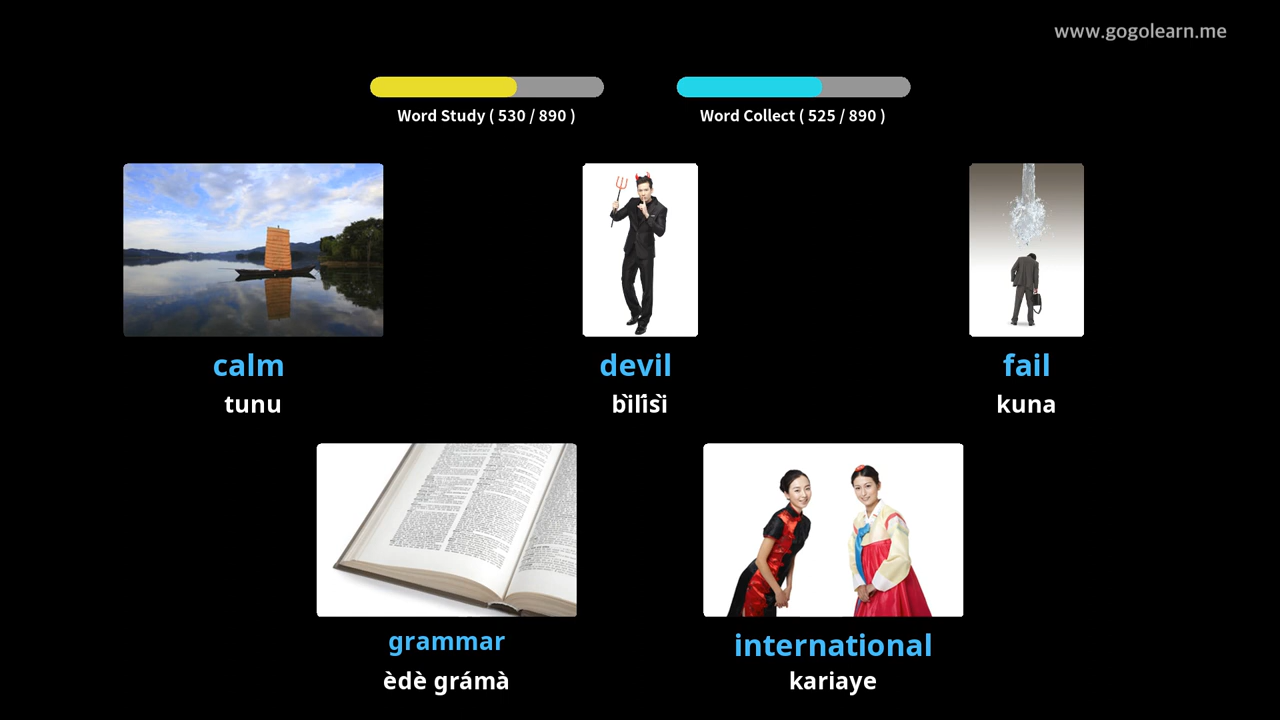 www.gogolearn.me
Word Study ( 530 / 890 )
Word Collect ( 525 / 890 )
calm
tunu
devil
bìlísì
fail
kuna
grammar
èdè grámà
international
kariaye